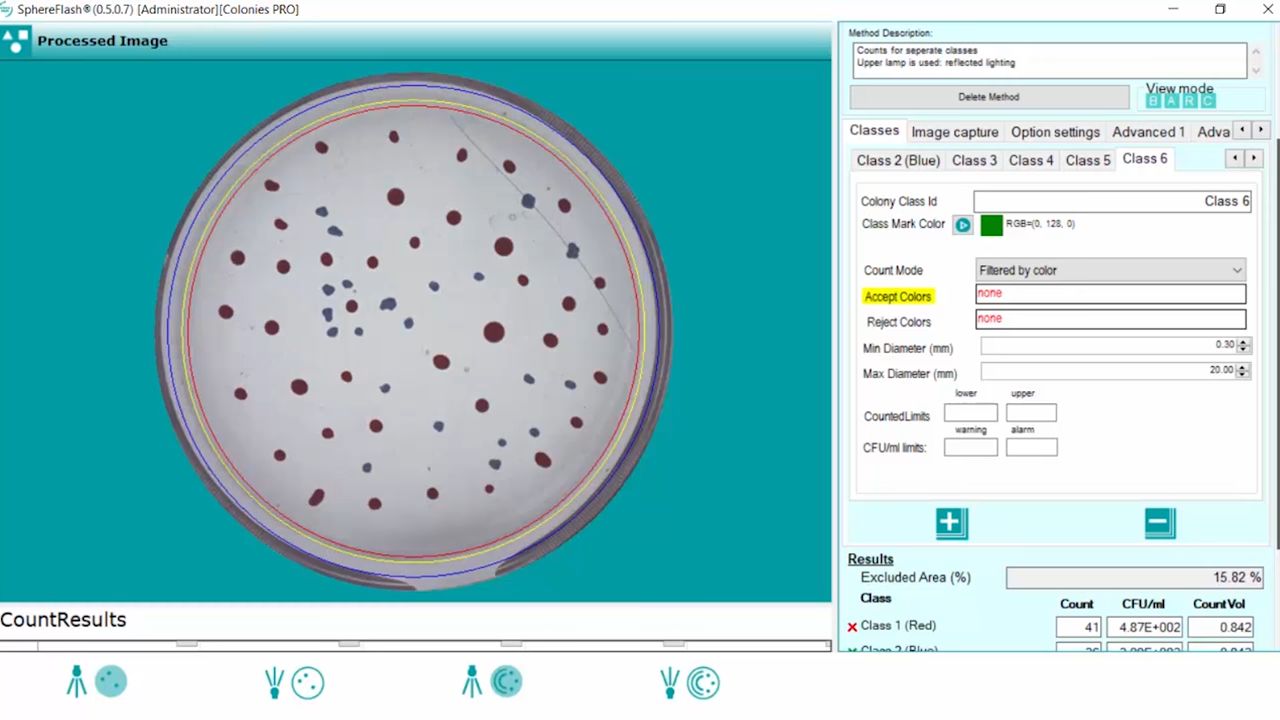 SphereFlash®(0.5.0.7) [Administrator][Colonies PRO]
Processed Image
CountResults
Method Description:
Counts for seperate classes
Upper lamp is used: reflected lighting
Delete Method
View mode
B A R C
Classes Image capture Option settings Advanced 1 Adva
Class 2 (Blue) Class 3 Class 4 Class 5 Class 6
Colony Class Id Class 6
Class Mark Color RGB=(0, 128, 0)
Count Mode Filtered by color
Accept Colors none
Reject Colors none
Min Diameter (mm) 0.30
Max Diameter (mm) 20.00
lower upper
CountedLimits
warning alarm
CFU/ml limits:
Results
Excluded Area (%) 15.82 %
Class Count CFU/ml CountVol
Class 1 (Red) 41 4.87E+002 0.842